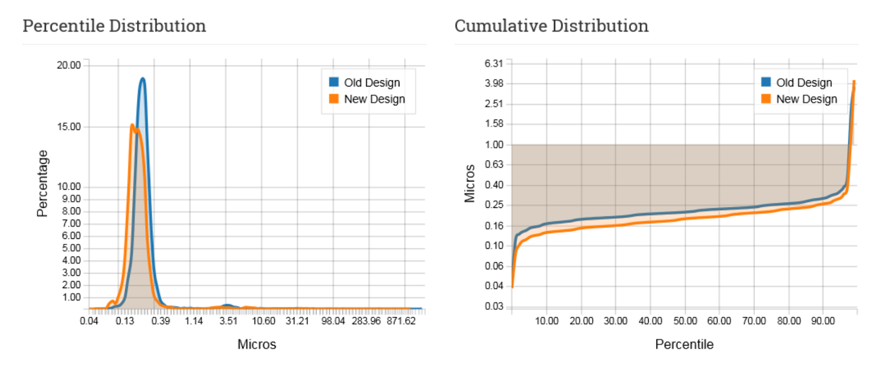 Percentile Distribution
20.00
15.00
10.00
9.00
8.00
7.00
6.00
5.00
4.00
3.00
2.00
1.00
Percentage
Old Design
New Design
0.04 0.13 0.39 1.14 3.51 10.60 31.21 98.04 283.96 871.62
Micros
Cumulative Distribution
6.31
3.98
2.51
1.58
1.00
0.63
0.40
0.25
0.16
0.10
0.06
0.04
0.03
Micros
Old Design
New Design
10.00 20.00 30.00 40.00 50.00 60.00 70.00 80.00 90.00
Percentile